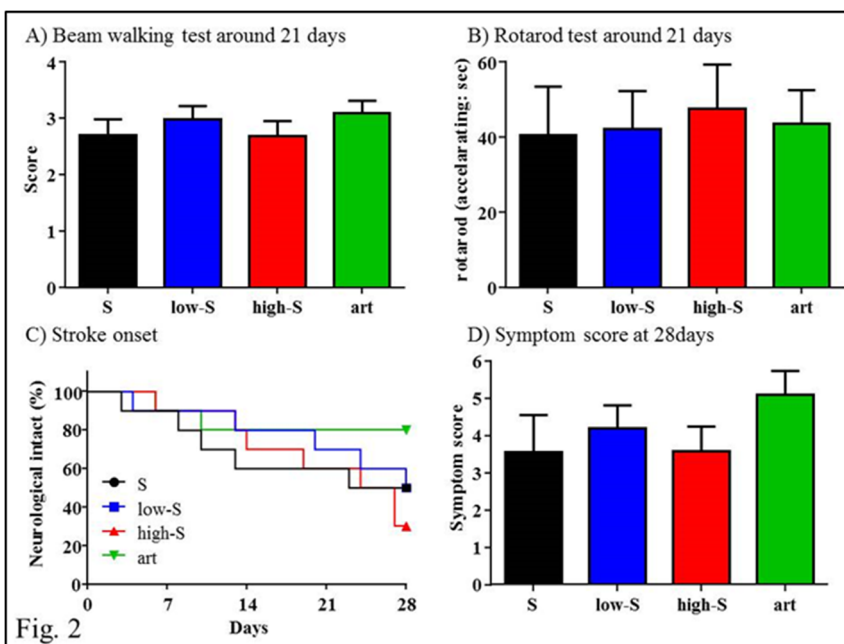 A) Beam walking test around 21 days
4
3
2
1
0
Score
S
low-S
high-S
art
B) Rotarod test around 21 days
60
40
20
0
rotarod (accelarating: sec)
S
low-S
high-S
art
C) Stroke onset
100
80
60
40
20
0
Neurological intact (%)
S
low-S
high-S
art
0
7
14
21
28
Days
D) Symptom score at 28days
6
5
4
3
2
1
0
Symptom score
S
low-S
high-S
art
Fig. 2